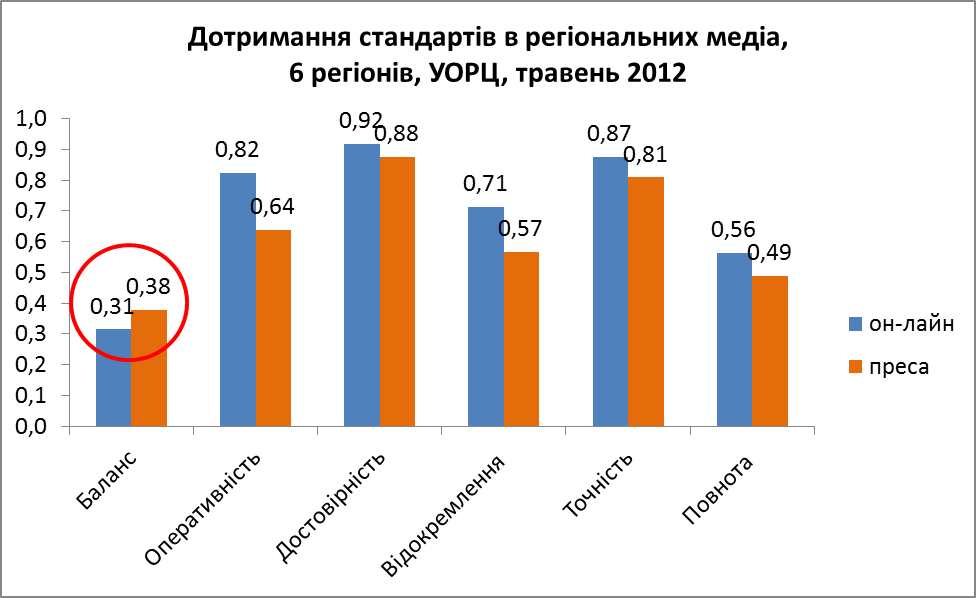 Дотримання стандартів в регіональних медіа,
6 регіонів, УОРЦ, травень 2012
1,0
0,9
0,8
0,7
0,6
0,5
0,4
0,3
0,2
0,1
0,0
0,31
0,38
0,82
0,64
0,92
0,88
0,71
0,57
0,87
0,81
0,56
0,49
Баланс
Оперативність
Достовірність
Відокремлення
Точність
Повнота
он-лайн
преса